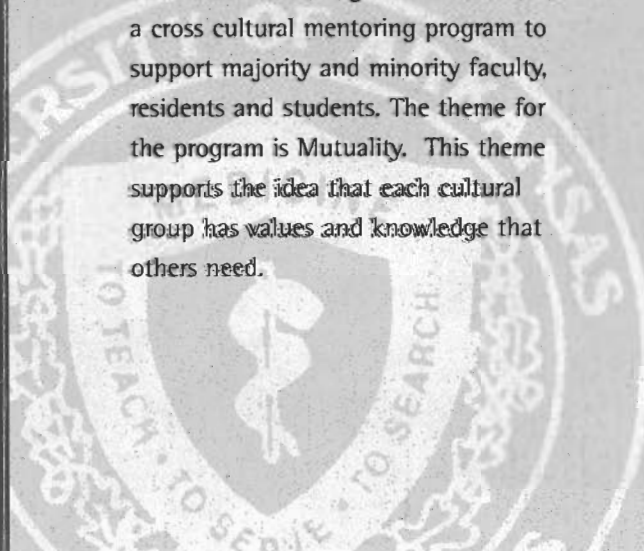 a cross cultural mentoring program to
support majority and minority faculty,
residents and students. The theme for
the program is Mutuality. This theme
supports the idea that each cultural
group has values and knowledge that
others need.
TO TEACH · TO SERVE · TO SEARCH